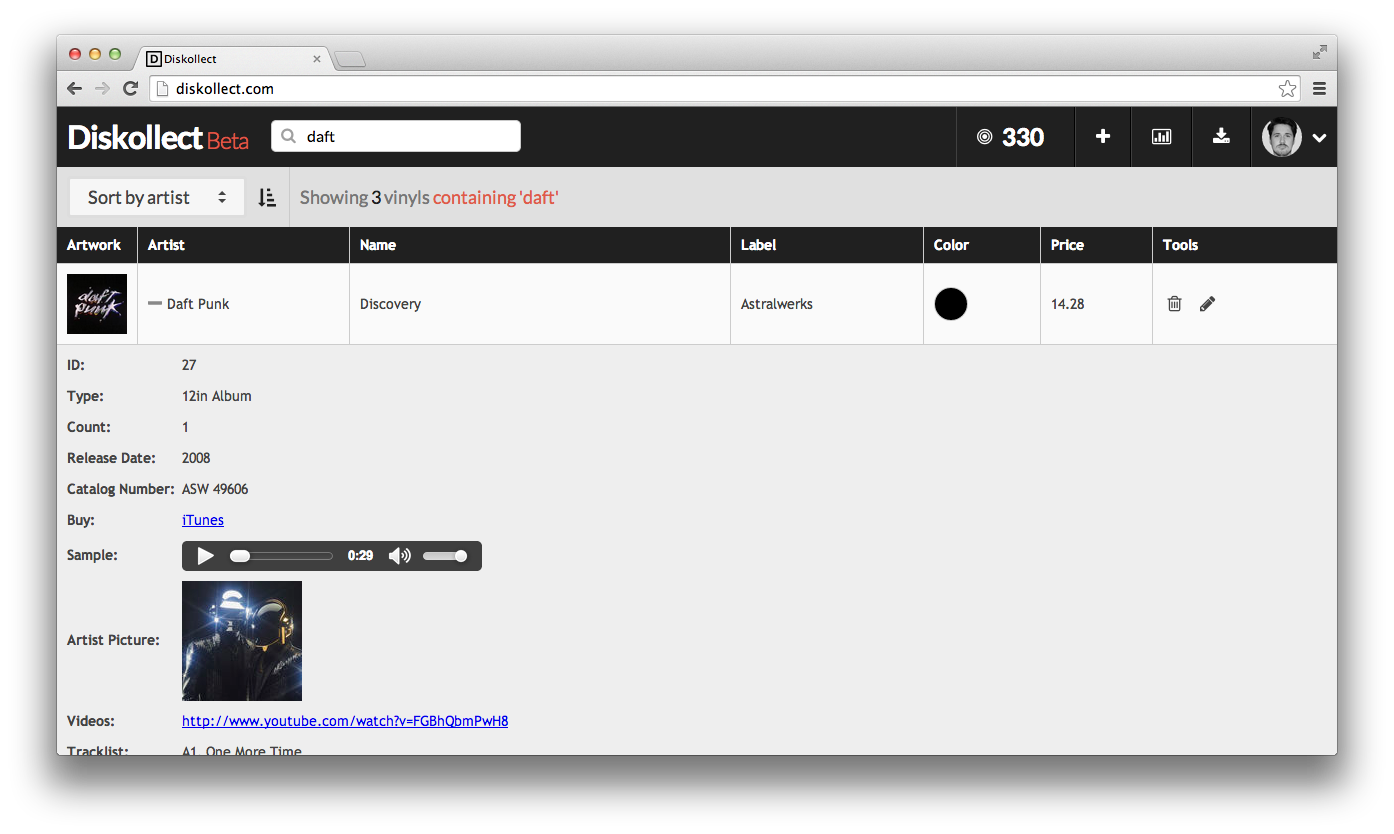 D Diskollect
diskollect.com
Diskollect Beta
daft
330
Sort by artist
Showing 3 vinyls containing 'daft'
Artwork Artist Name Label Color Price Tools
daft punk Daft Punk Discovery Astralwerks 14.28
ID: 27
Type: 12in Album
Count: 1
Release Date: 2008
Catalog Number: ASW 49606
Buy: iTunes
Sample: 0:29
Artist Picture:
Videos: http://www.youtube.com/watch?v=FGBhQbmPwH8
Tracklist: A1. One More Time